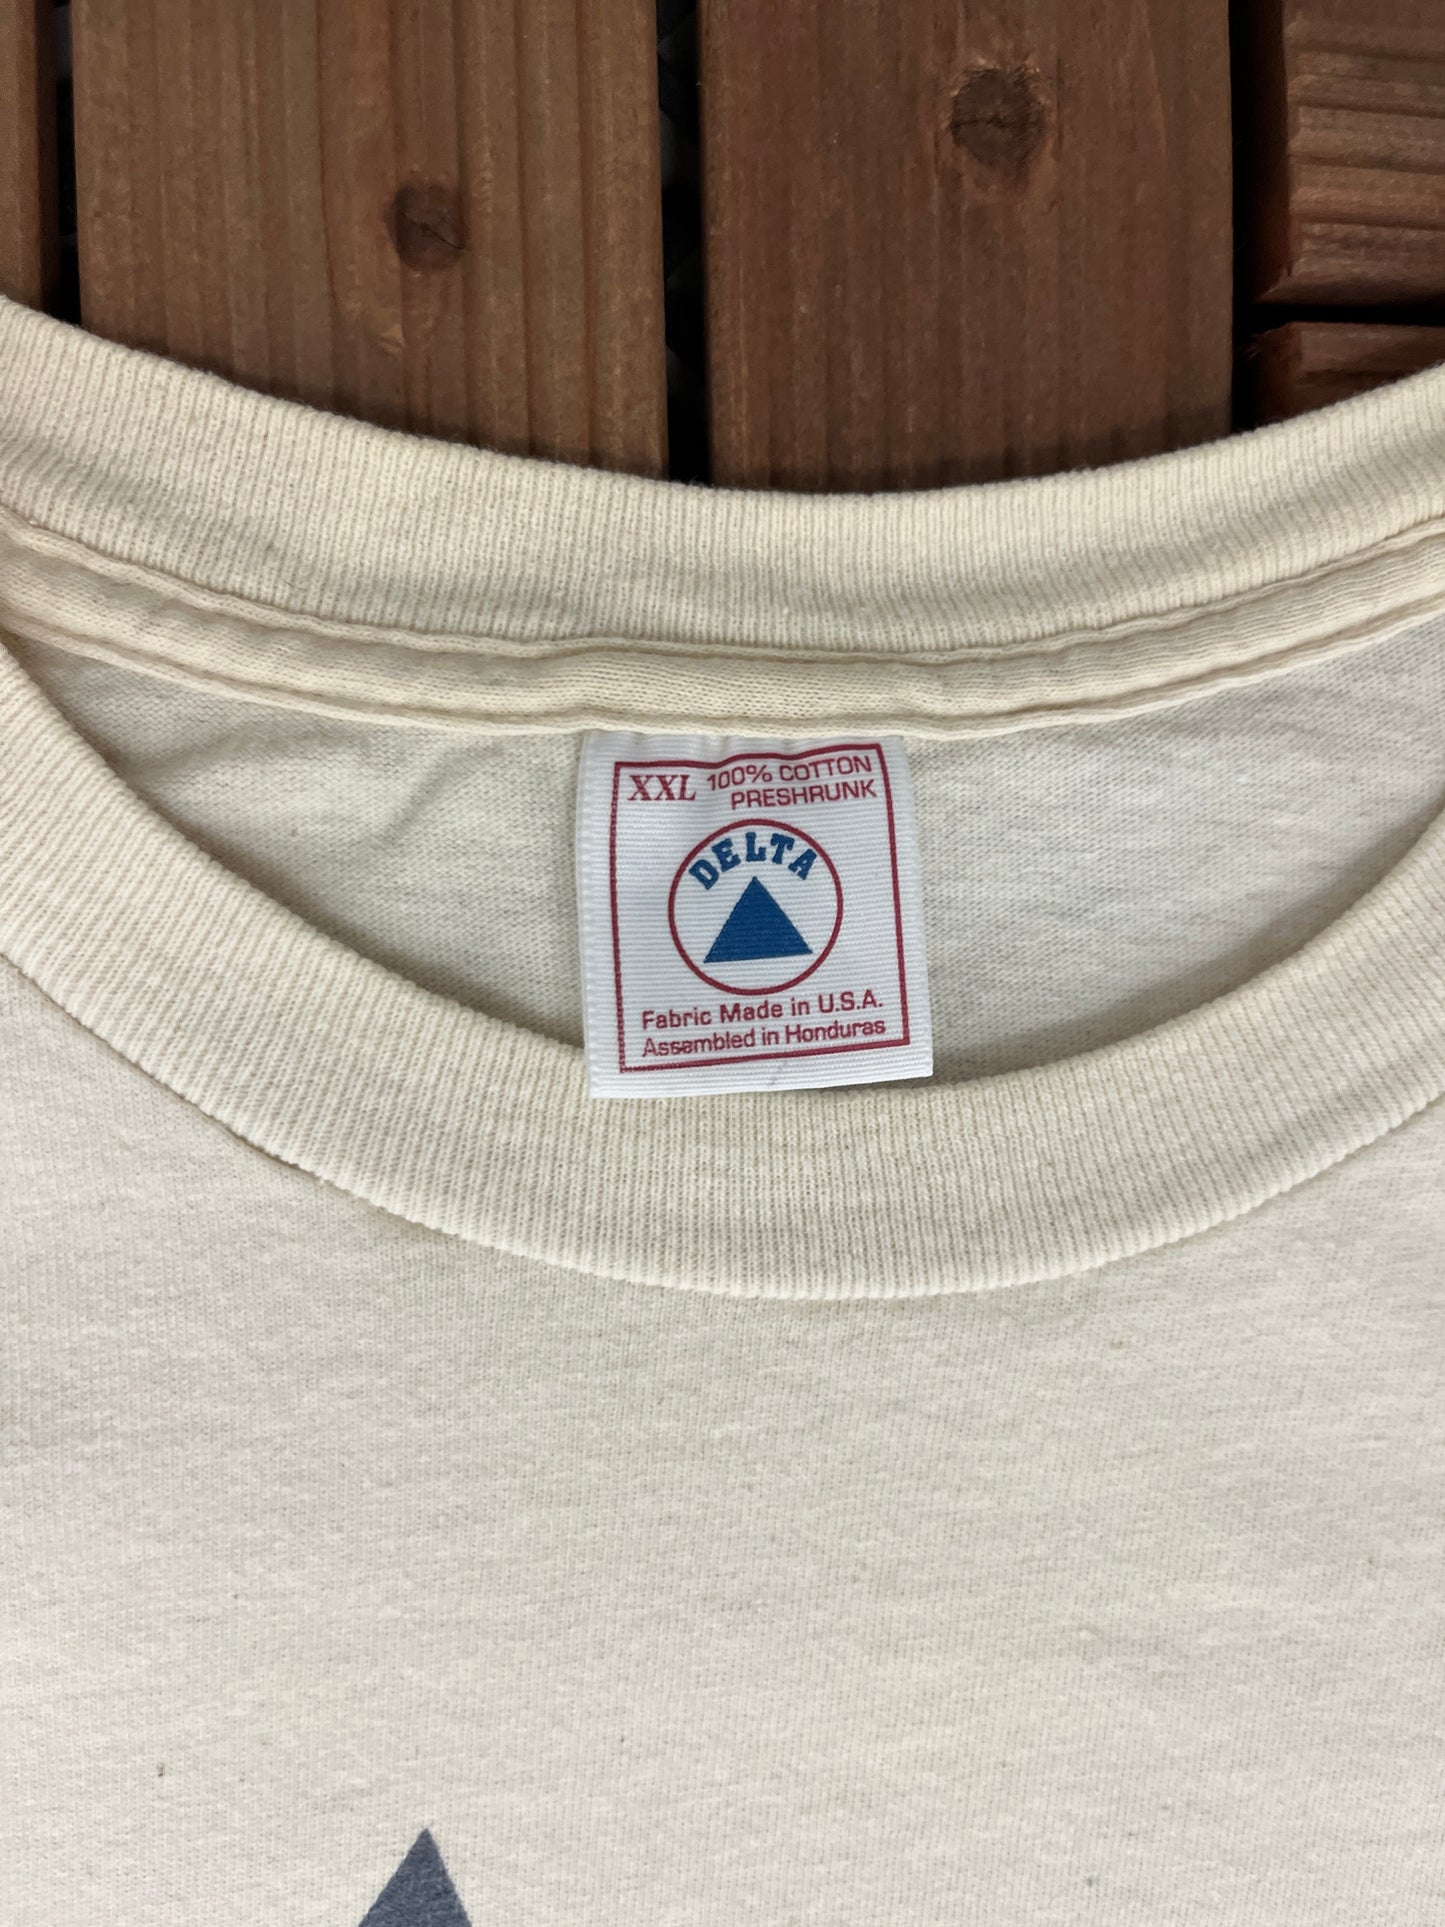 XXL 100% COTTON
PRESHRUNK
DELTA
Fabric Made in U.S.A.
Assembled in Honduras